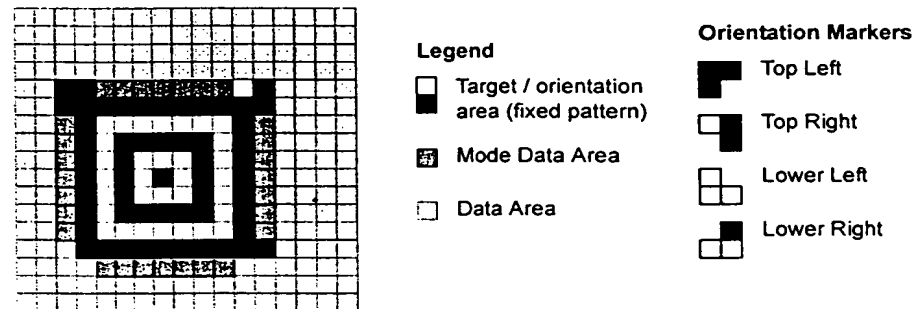 Legend
Target / orientation
area (fixed pattern)
Mode Data Area
Data Area
Orientation Markers
Top Left
Top Right
Lower Left
Lower Right